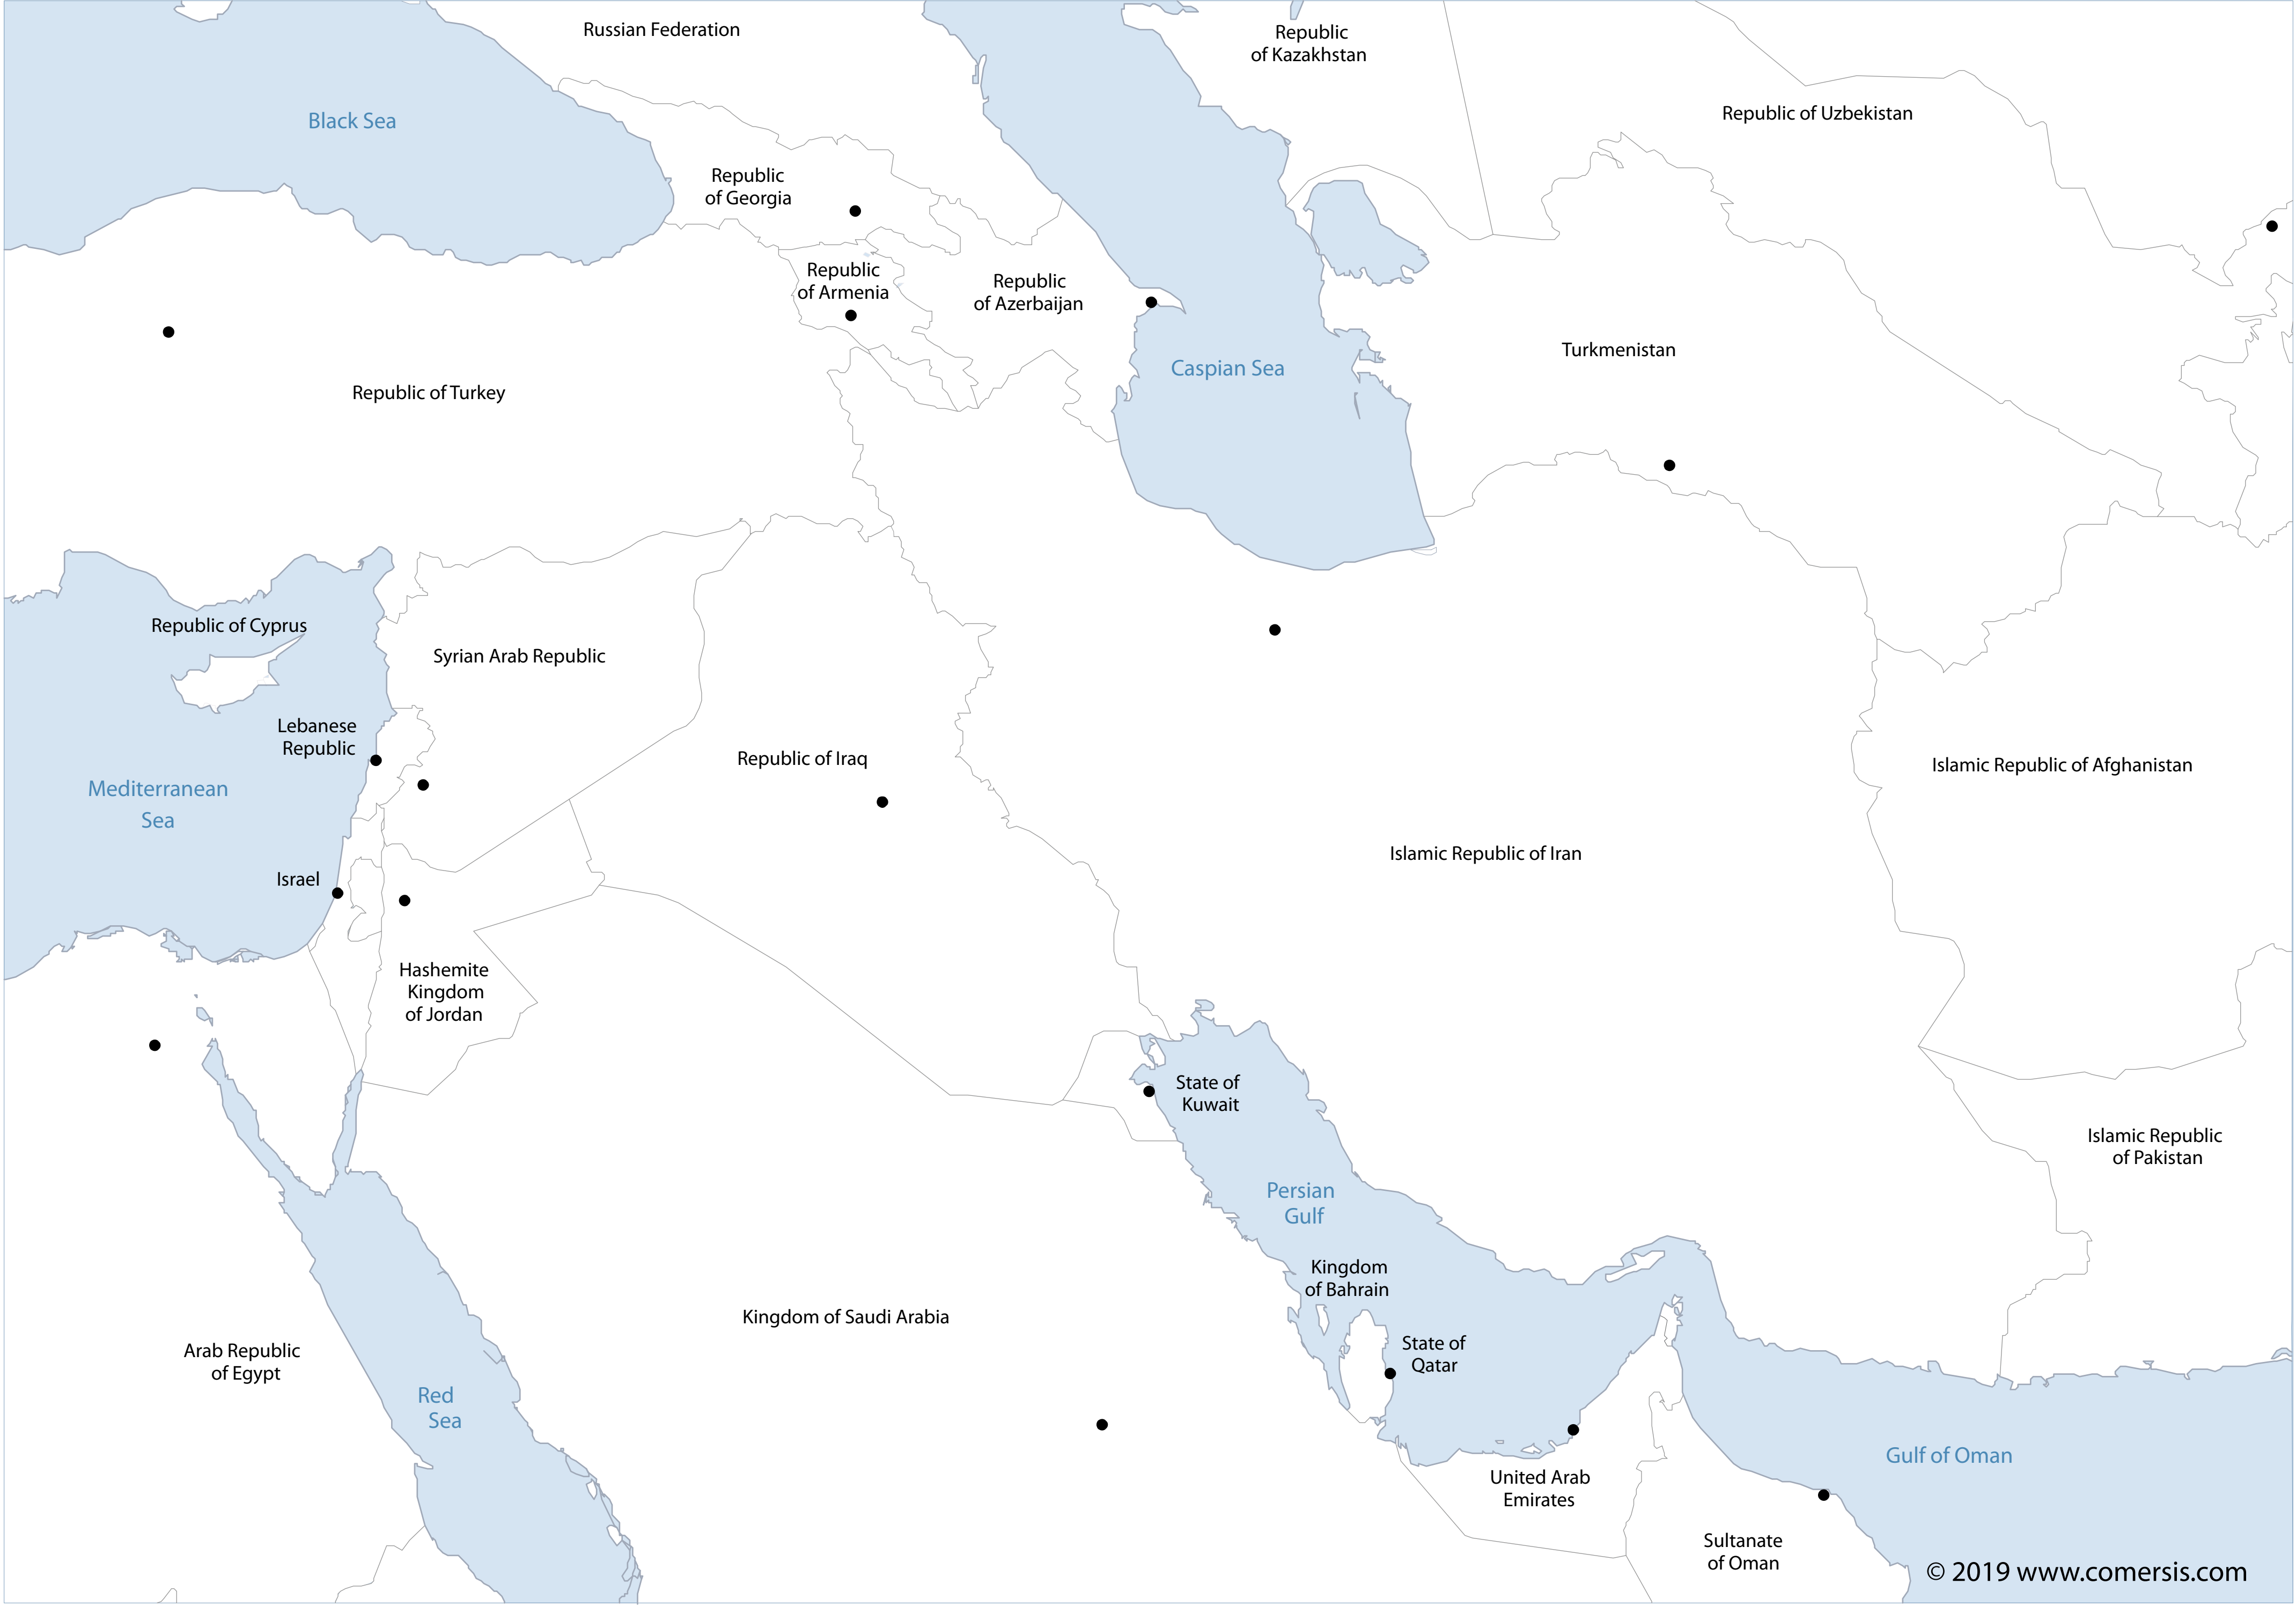 Russian Federation
Republic
of Kazakhstan
Republic of Uzbekistan
Black Sea
Republic
of Georgia
Republic
of Armenia
Republic
of Azerbaijan
Caspian Sea
Turkmenistan
Republic of Turkey
Republic of Cyprus
Syrian Arab Republic
Lebanese
Republic
Republic of Iraq
Islamic Republic of Afghanistan
Mediterranean
Sea
Islamic Republic of Iran
Israel
Hashemite
Kingdom
of Jordan
State of
Kuwait
Islamic Republic
of Pakistan
Persian
Gulf
Kingdom
of Bahrain
Kingdom of Saudi Arabia
State of
Qatar
Arab Republic
of Egypt
Red
Sea
Gulf of Oman
United Arab
Emirates
Sultanate
of Oman
© 2019 www.comersis.com